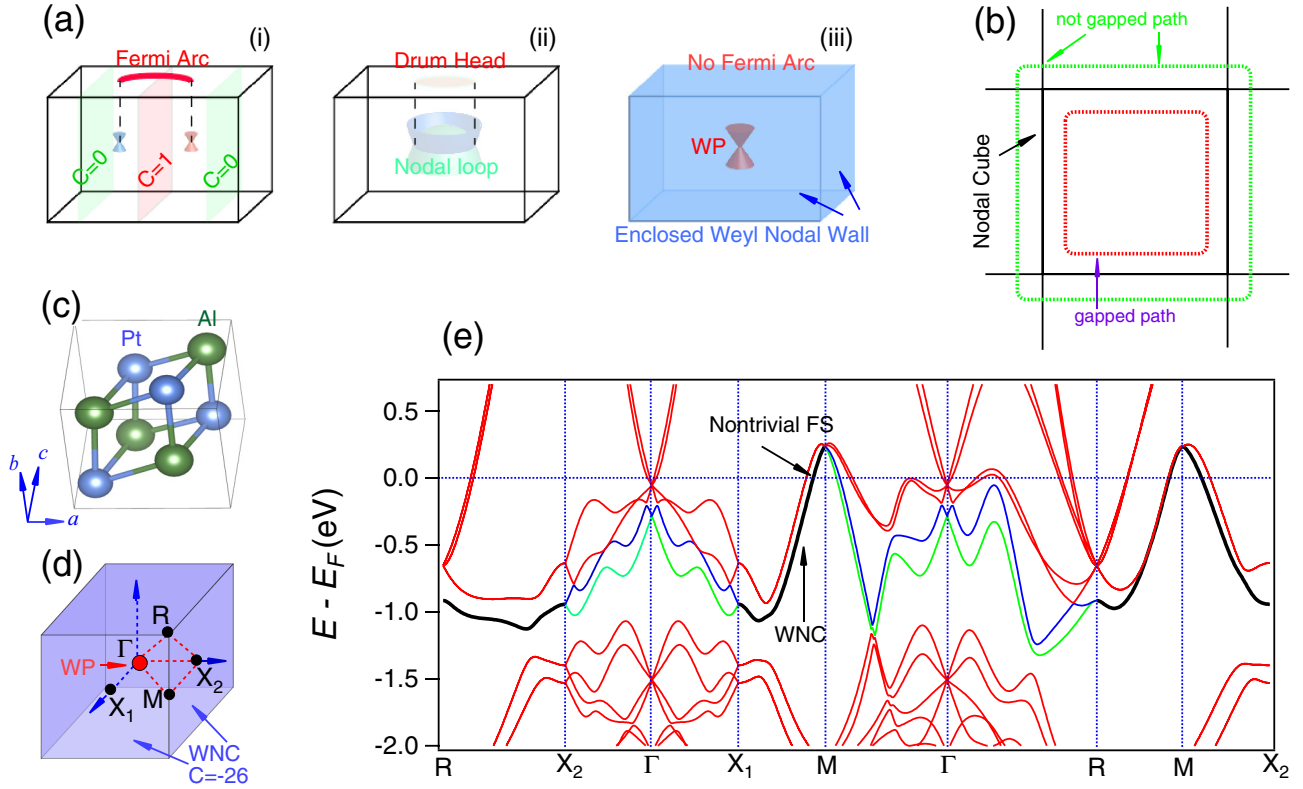 (a)
(i)
Fermi Arc
C=0
C=1
C=0
(ii)
Drum Head
Nodal loop
(iii)
No Fermi Arc
WP
Enclosed Weyl Nodal Wall
(b)
not gapped path
Nodal Cube
gapped path
(c)
Al
Pt
b
c
a
(d)
R
Γ
WP
X2
X1
M
WNC
C=-26
(e)
E - EF (eV)
0.5
0.0
-0.5
-1.0
-1.5
-2.0
Nontrivial FS
WNC
R
X2
Γ
X1
M
Γ
R
M
X2